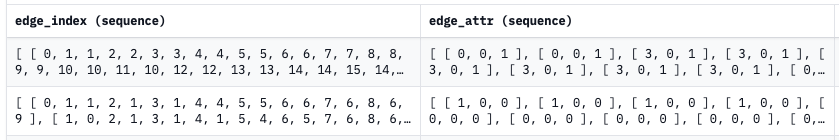 edge_index (sequence) edge_attr (sequence)
[ [ 0, 1, 1, 2, 2, 3, 3, 4, 4, 5, 5, 6, 6, 7, 7, 8, 8, [ [ 0, 0, 1 ], [ 0, 0, 1 ], [ 3, 0, 1 ], [ 3, 0, 1 ], [
9, 9, 10, 10, 11, 10, 12, 12, 13, 13, 14, 14, 15, 14,… 3, 0, 1 ], [ 3, 0, 1 ], [ 3, 0, 1 ], [ 3, 0, 1 ], [ 0,…
[ [ 0, 1, 1, 2, 1, 3, 1, 4, 4, 5, 5, 6, 6, 7, 6, 8, 6, [ [ 1, 0, 0 ], [ 1, 0, 0 ], [ 1, 0, 0 ], [ 1, 0, 0 ], [
9 ], [ 1, 0, 2, 1, 3, 1, 4, 1, 5, 4, 6, 5, 7, 6, 8, 6,… 0, 0, 0 ], [ 0, 0, 0 ], [ 0, 0, 0 ], [ 0, 0, 0 ], [ 0,…